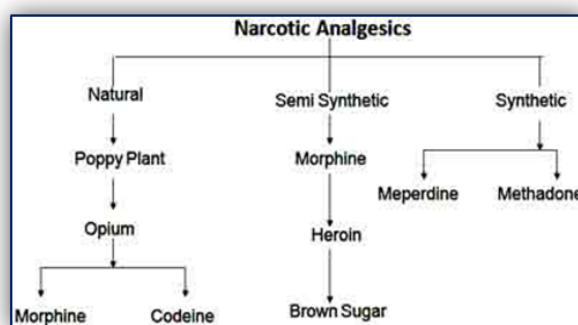 Narcotic Analgesics
Natural
Semi Synthetic
Synthetic
Poppy Plant
Morphine
Meperdine
Methadone
Opium
Heroin
Morphine
Codeine
Brown Sugar